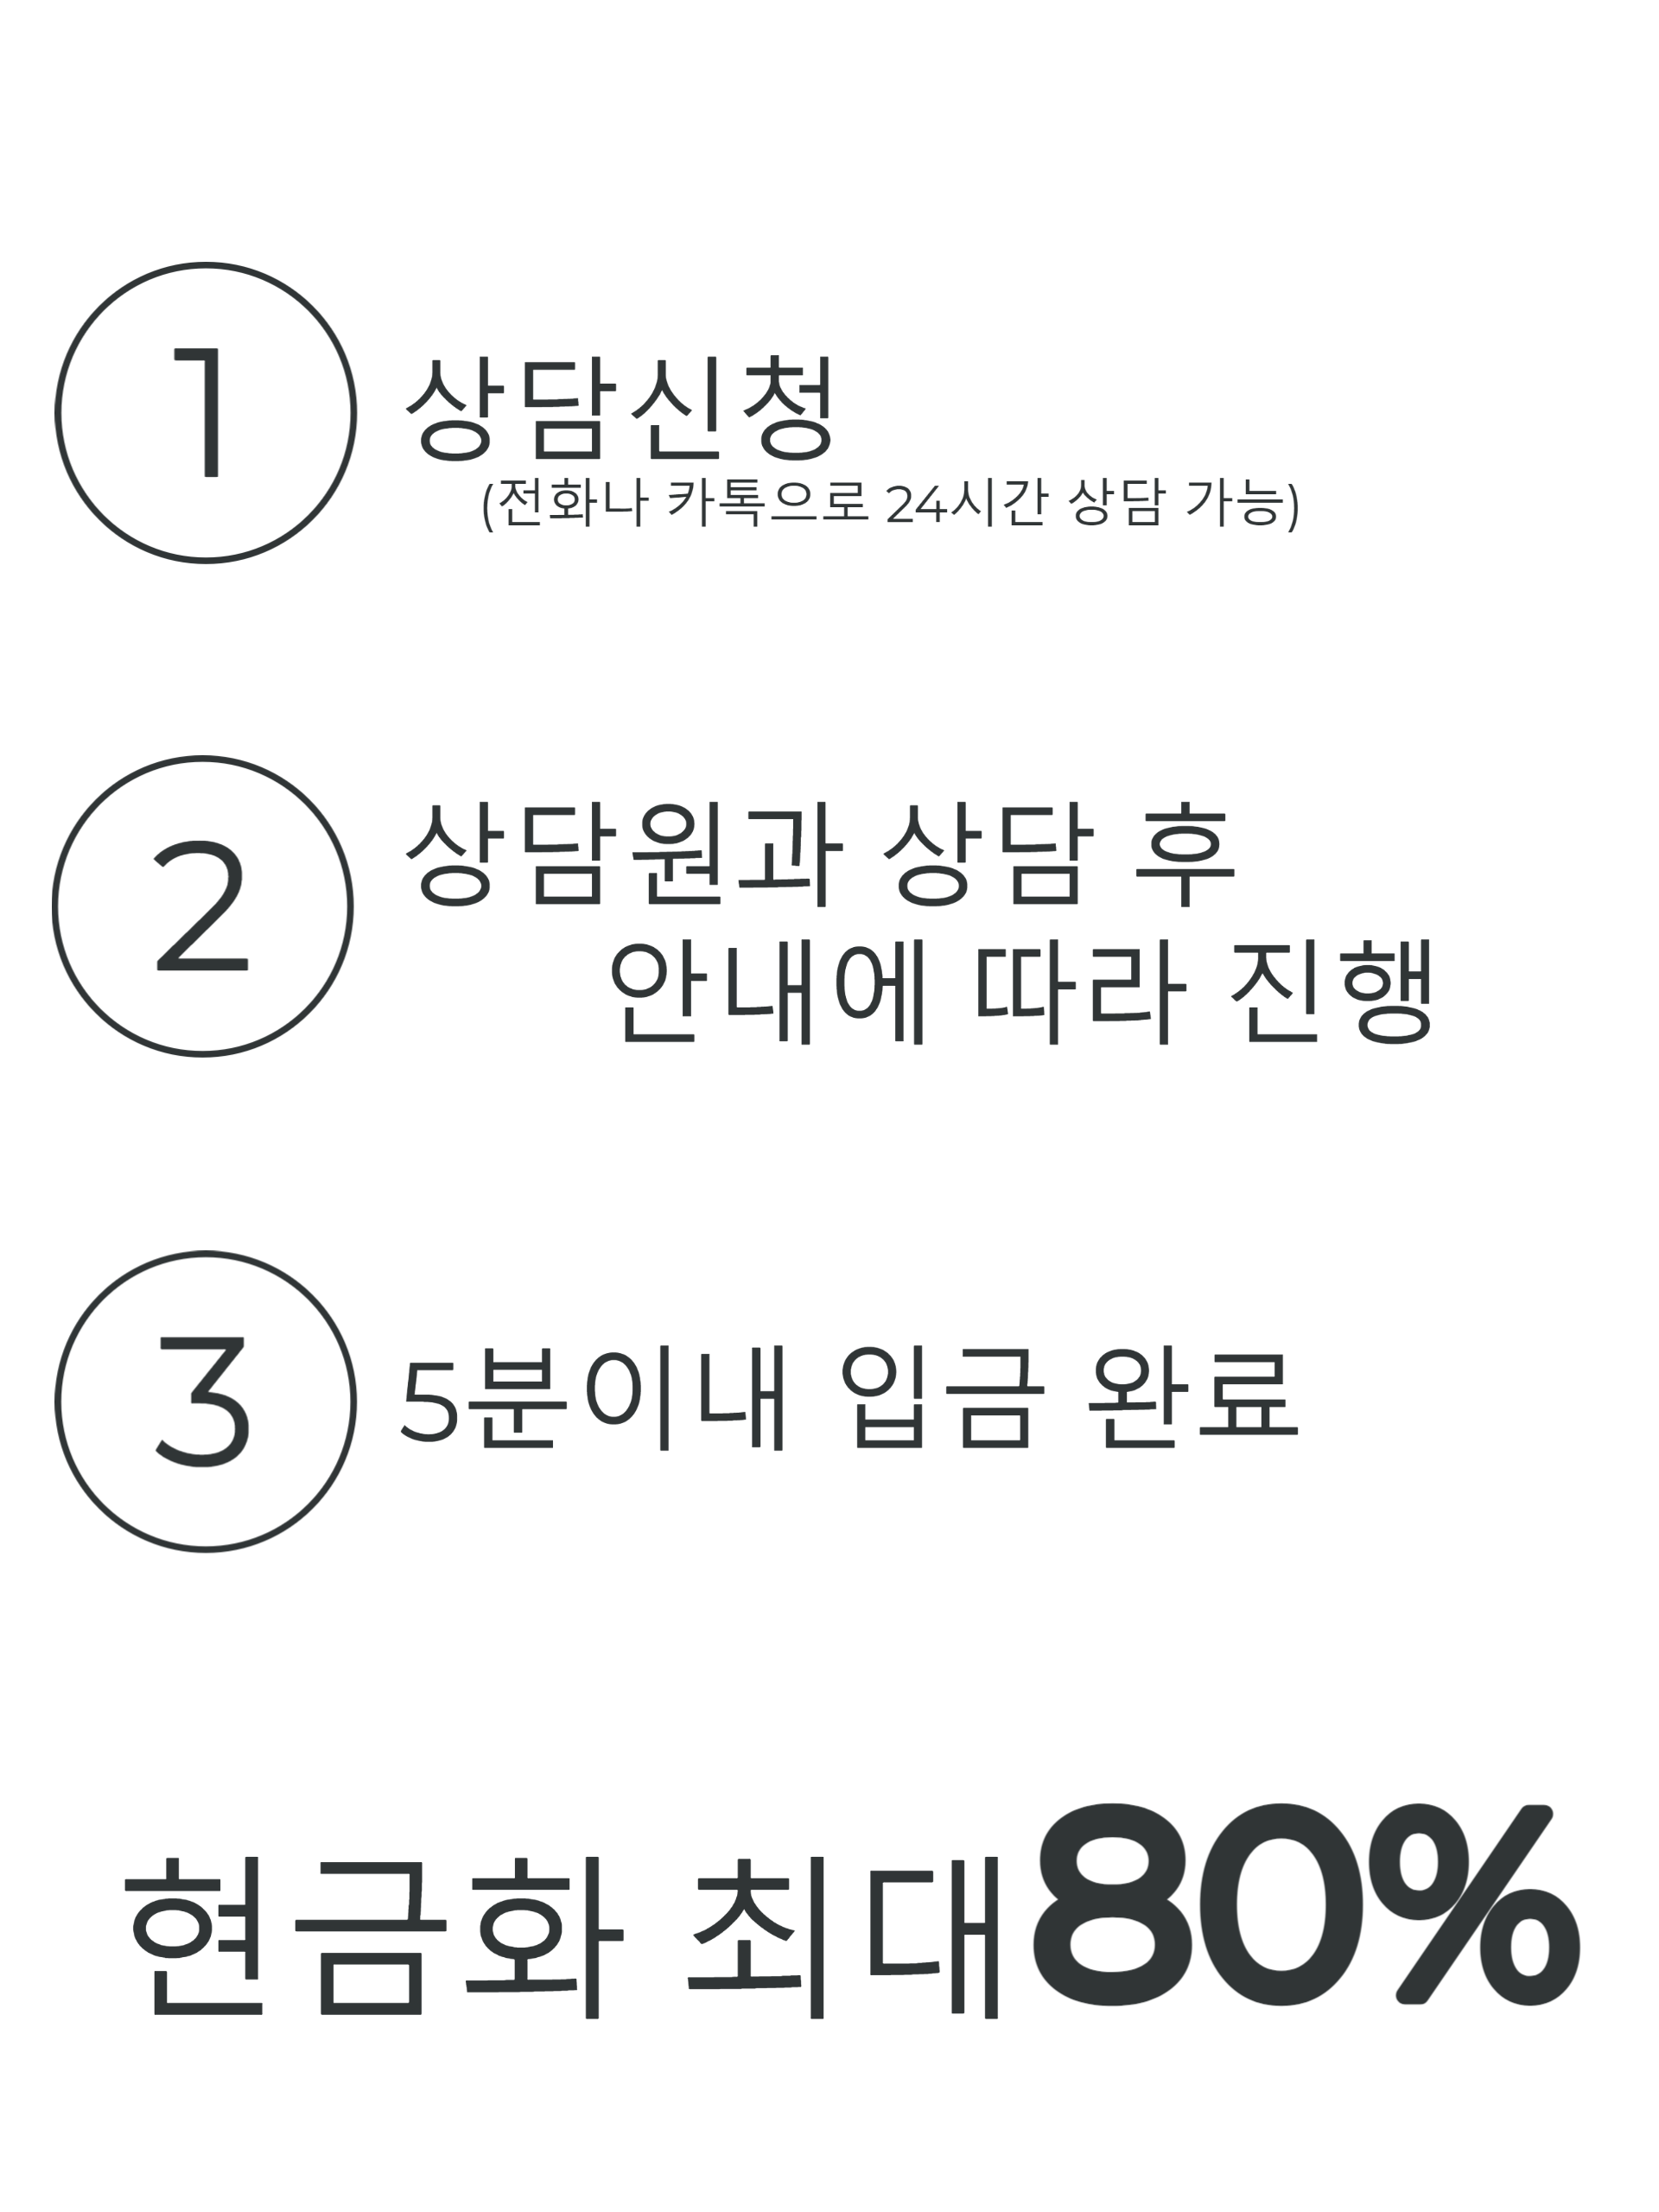 1
상담신청
(전화나 카톡으로 24시간 상담 가능)
2
상담원과 상담 후
안내에 따라 진행
3
5분이내 입금 완료
현금화 최대80%